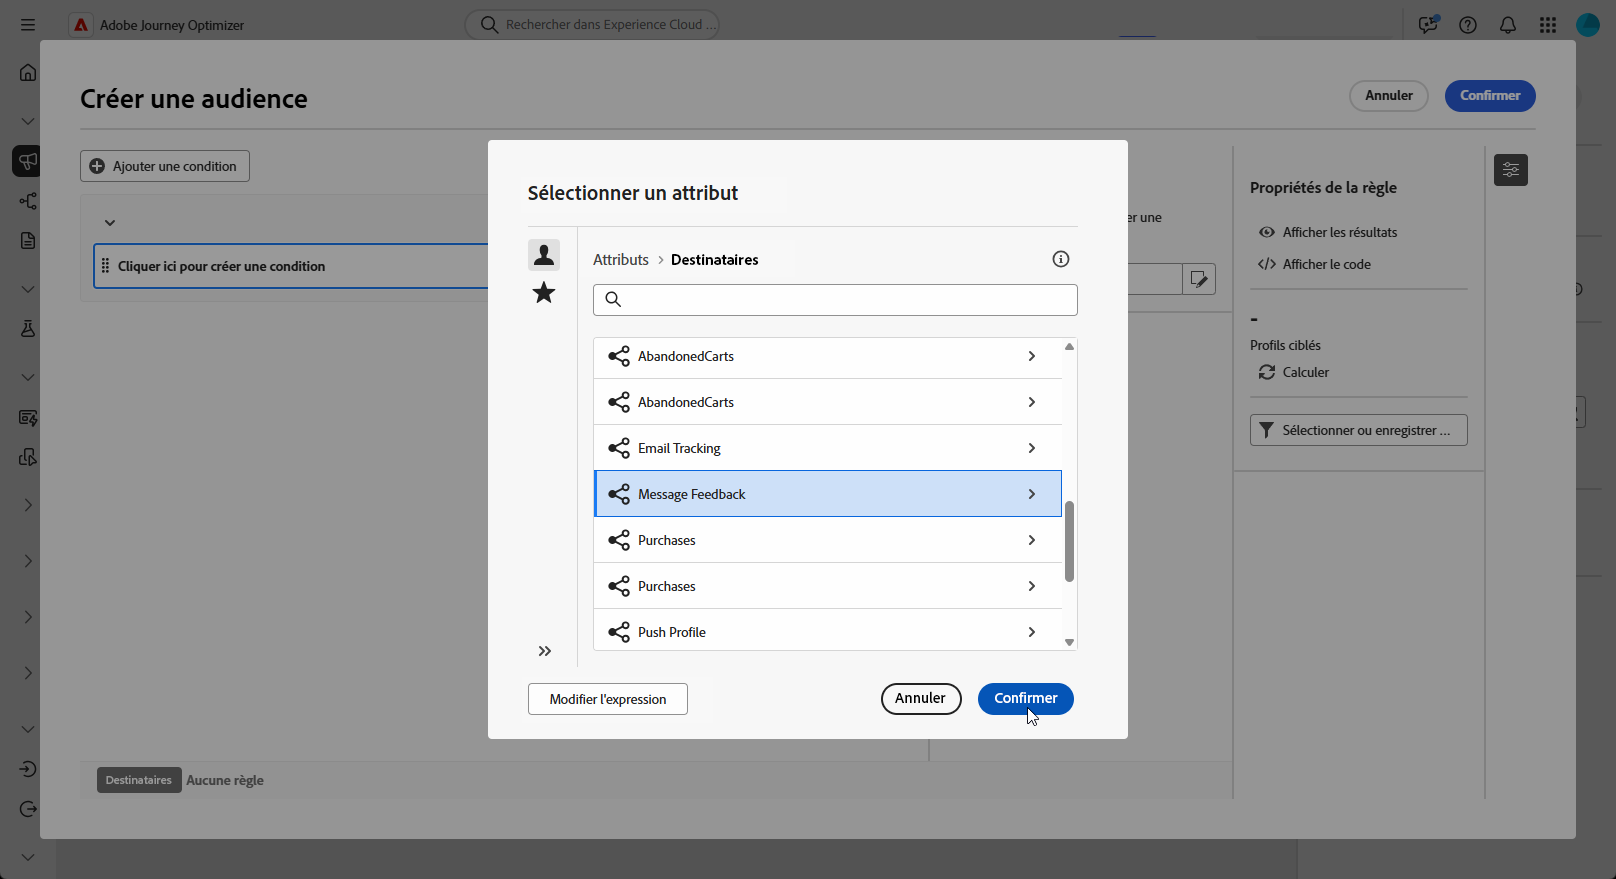 Adobe Journey Optimizer
Rechercher dans Experience Cloud ...
Créer une audience
Annuler
Confirmer
Ajouter une condition
Cliquer ici pour créer une condition
Sélectionner un attribut
Attributs > Destinataires
AbandonedCarts
AbandonedCarts
Email Tracking
Message Feedback
Purchases
Purchases
Push Profile
Modifier l'expression
Annuler
Confirmer
er une
Propriétés de la règle
Afficher les résultats
Afficher le code
-
Profils ciblés
Calculer
Sélectionner ou enregistrer ...
Destinataires Aucune règle